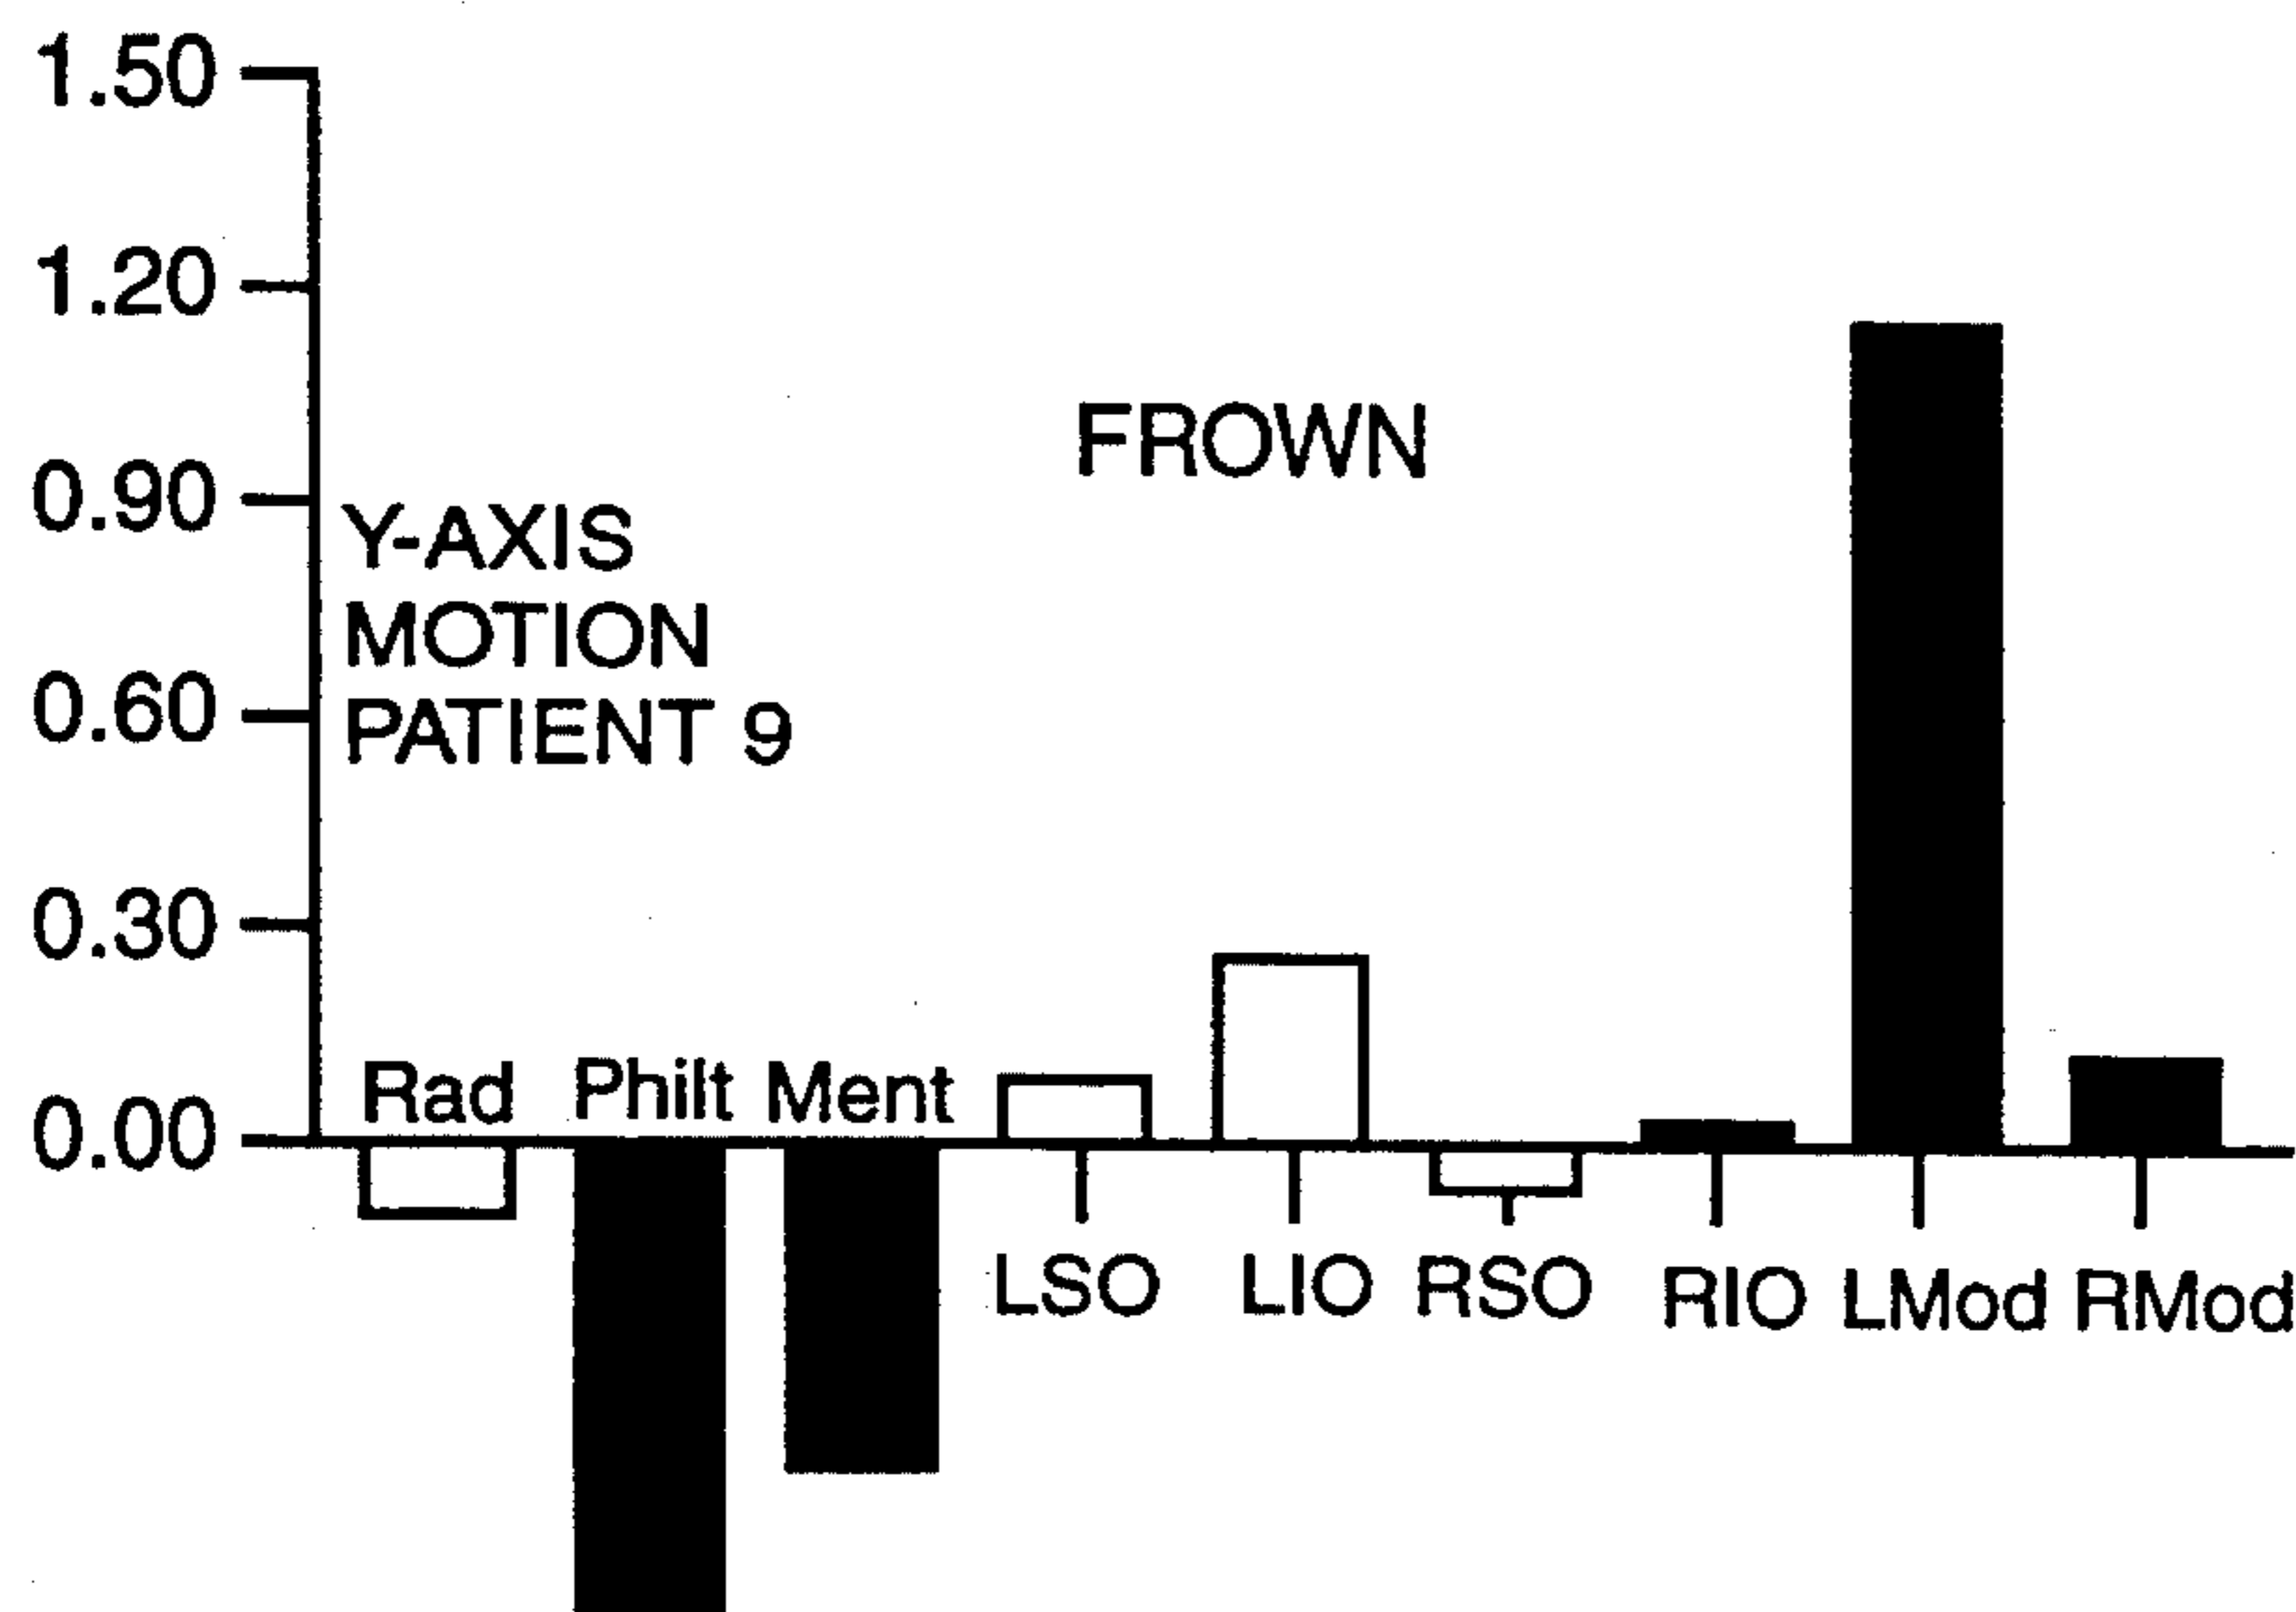 1.50
1.20
0.90
0.60
0.30
0.00
FROWN
Y-AXIS
MOTION
PATIENT 9
Rad Philt Ment
LSO LIO RSO RIO LMod RMod